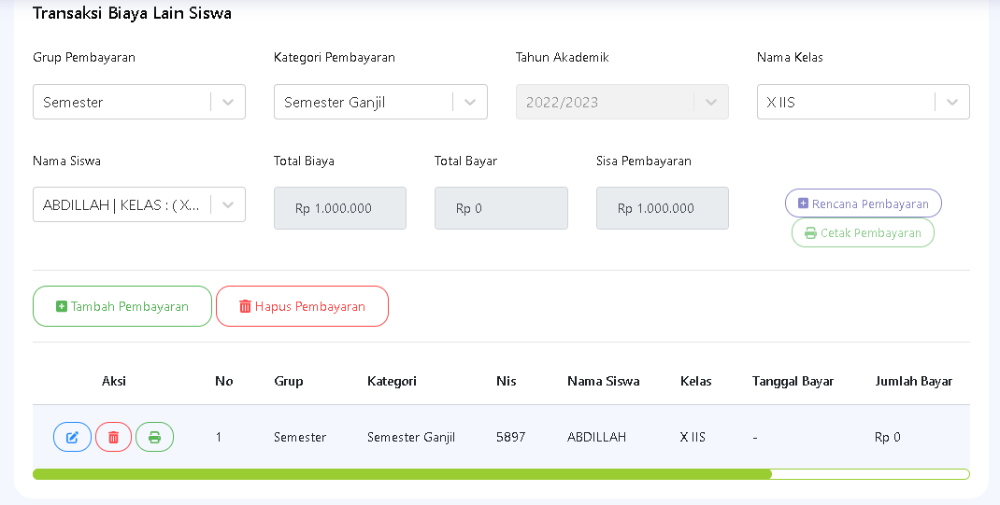 Transaksi Biaya Lain Siswa
Grup Pembayaran Kategori Pembayaran Tahun Akademik Nama Kelas
Semester Semester Ganjil 2022/2023 X IIS
Nama Siswa Total Biaya Total Bayar Sisa Pembayaran
ABDILLAH | KELAS : ( X... Rp 1.000.000 Rp 0 Rp 1.000.000
Rencana Pembayaran
Cetak Pembayaran
Tambah Pembayaran Hapus Pembayaran
Aksi No Grup Kategori Nis Nama Siswa Kelas Tanggal Bayar Jumlah Bayar
1 Semester Semester Ganjil 5897 ABDILLAH X IIS - Rp 0